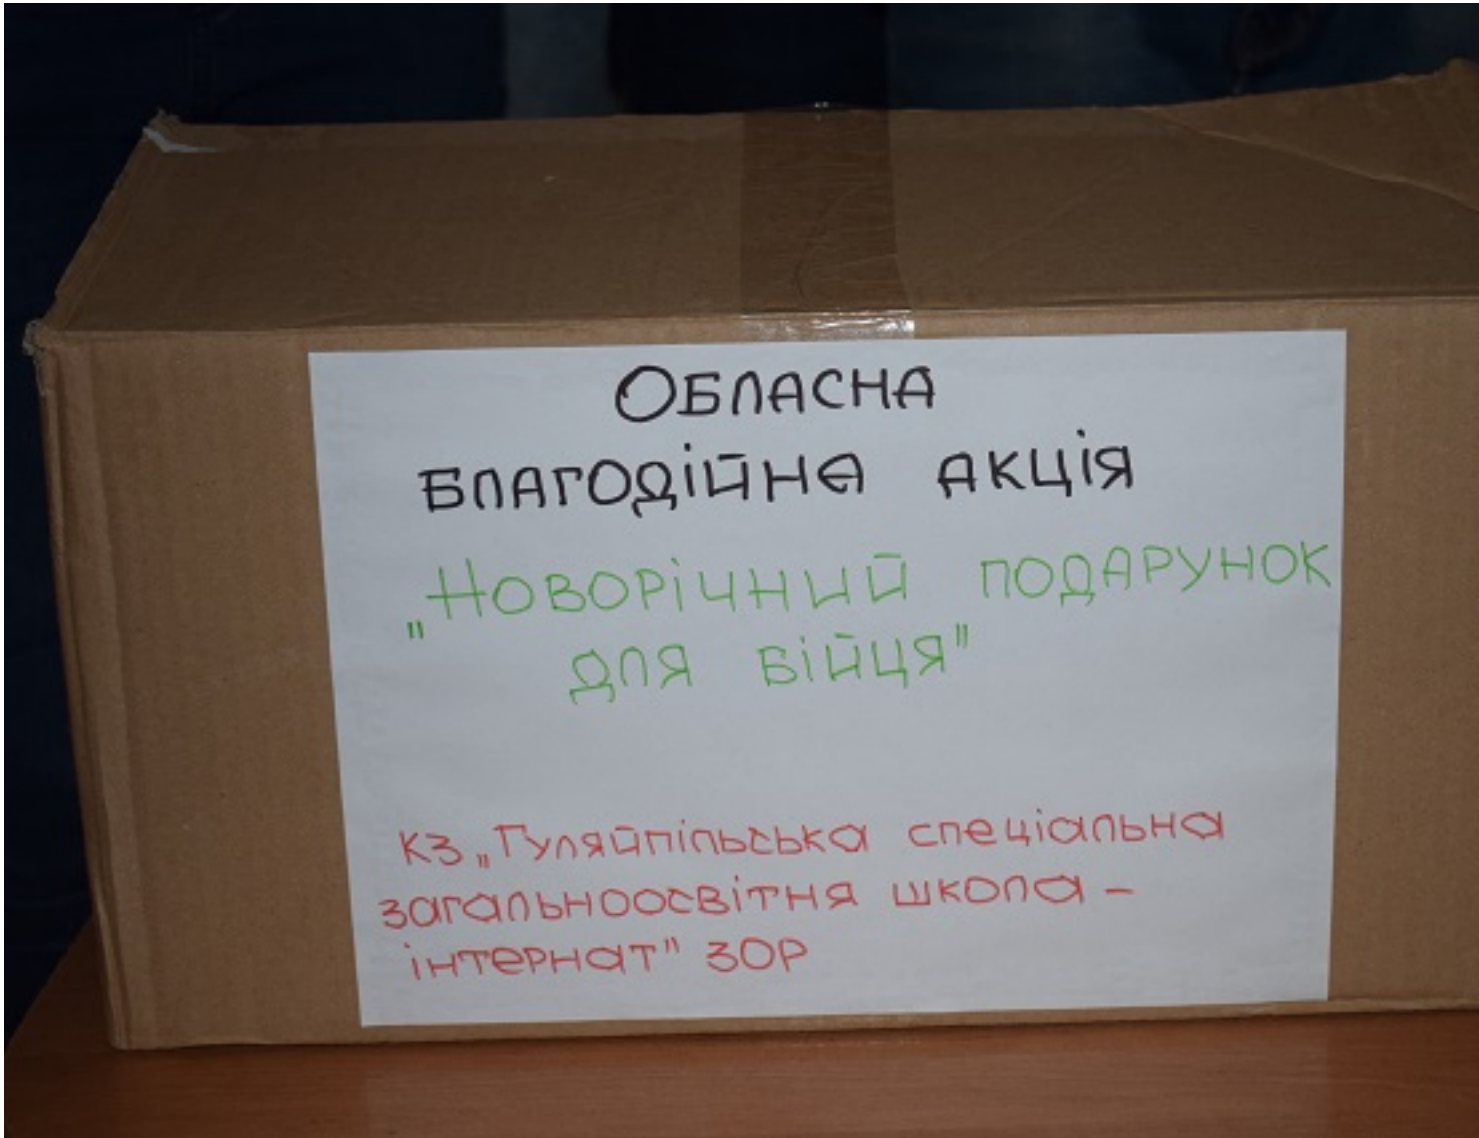 Обласна
благодійна акція
„Новорічний подарунок
для бійця"
КЗ „Гуляйпільська спеціальна
загальноосвітня школа –
інтернат" ЗОР